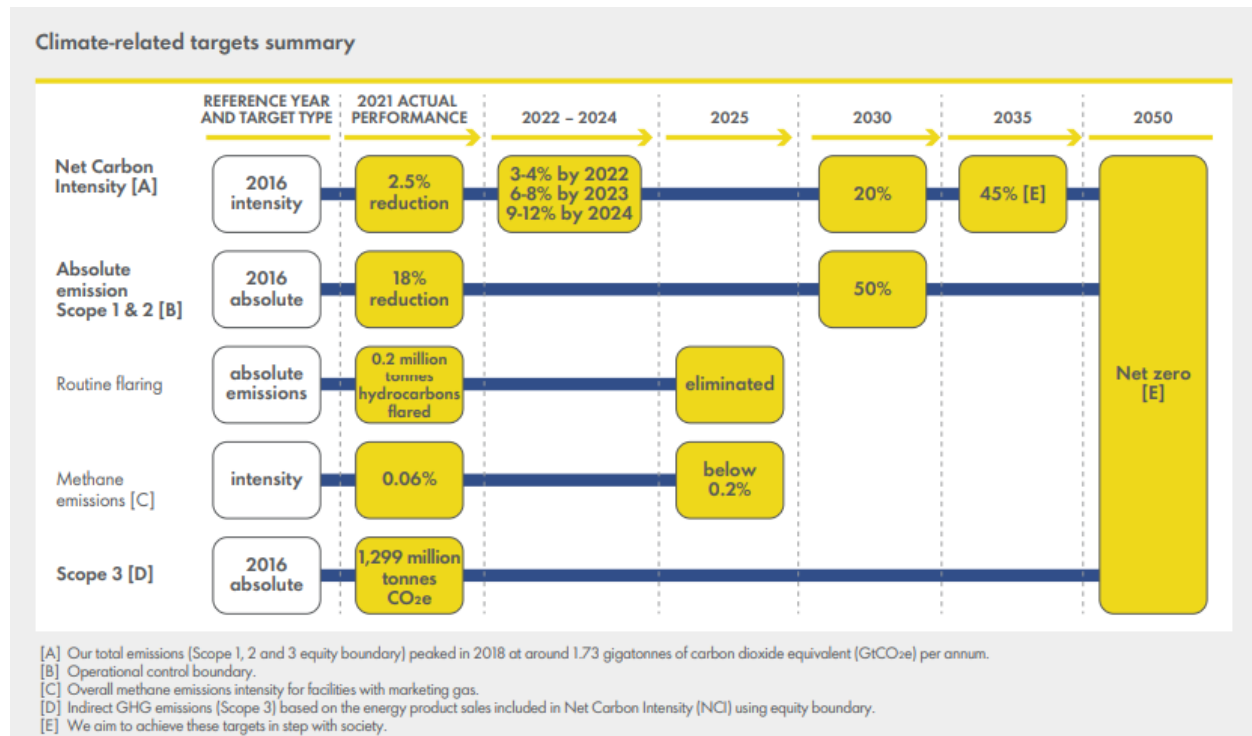 Climate-related targets summary
REFERENCE YEAR
AND TARGET TYPE
2021 ACTUAL
PERFORMANCE
2022 – 2024
2025
2030
2035
2050
Net Carbon
Intensity [A]
2016
intensity
2.5%
reduction
3-4% by 2022
6-8% by 2023
9-12% by 2024
20%
45% [E]
Absolute
emission
Scope 1 & 2 [B]
2016
absolute
18%
reduction
50%
Routine flaring
absolute
emissions
0.2 million
tonnes
hydrocarbons
flared
eliminated
Net zero
[E]
Methane
emissions [C]
intensity
0.06%
below
0.2%
Scope 3 [D]
2016
absolute
1,299 million
tonnes
CO₂e
[A] Our total emissions (Scope 1, 2 and 3 equity boundary) peaked in 2018 at around 1.73 gigatonnes of carbon dioxide equivalent (GtCO₂e) per annum.
[B] Operational control boundary.
[C] Overall methane emissions intensity for facilities with marketing gas.
[D] Indirect GHG emissions (Scope 3) based on the energy product sales included in Net Carbon Intensity (NCI) using equity boundary.
[E] We aim to achieve these targets in step with society.